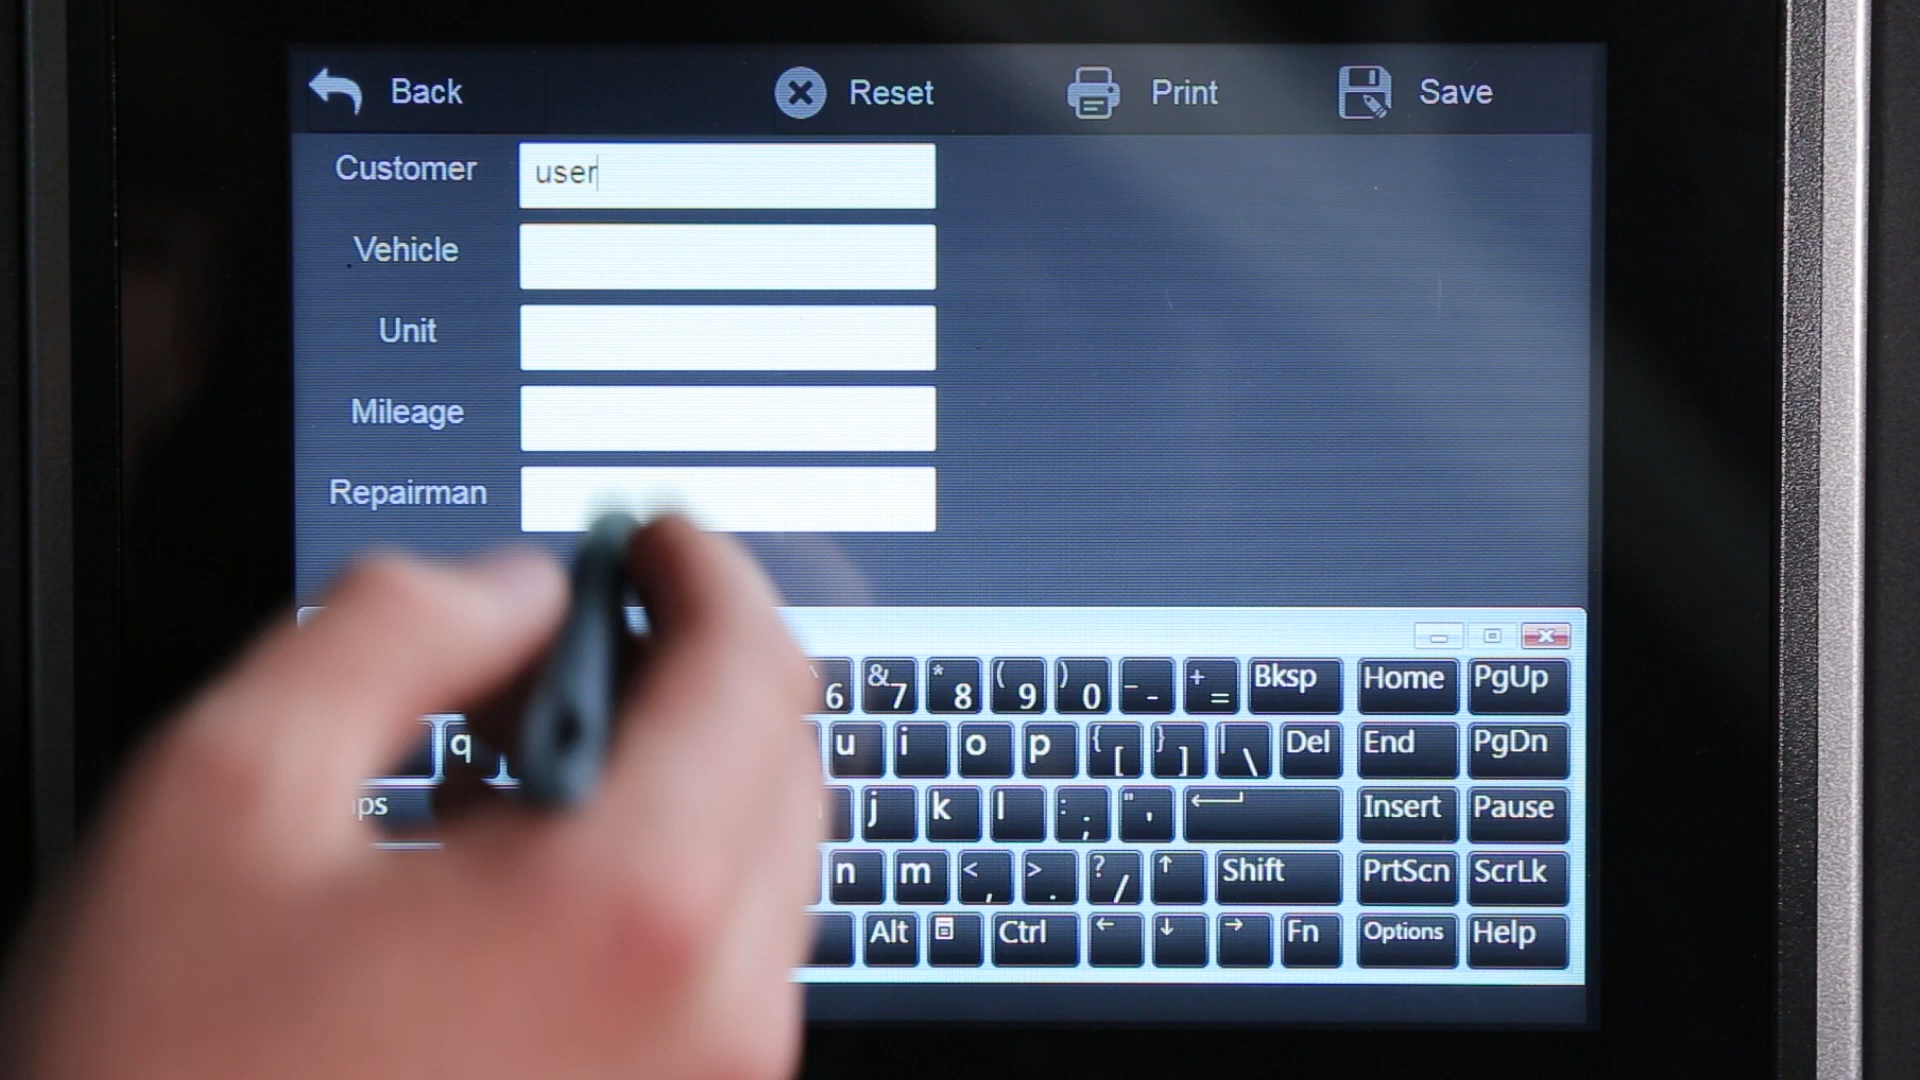 Back Reset Print Save
Customer user
Vehicle
Unit
Mileage
Repairman
6 & 7 * 8 ( 9 ) 0 _ - + = Bksp Home PgUp
q u i o p { [ } ] | \ Del End PgDn
j k l : ; " ' Insert Pause
n m < , > . ? / ↑ Shift PrtScn ScrLk
Alt Ctrl ← ↓ → Fn Options Help